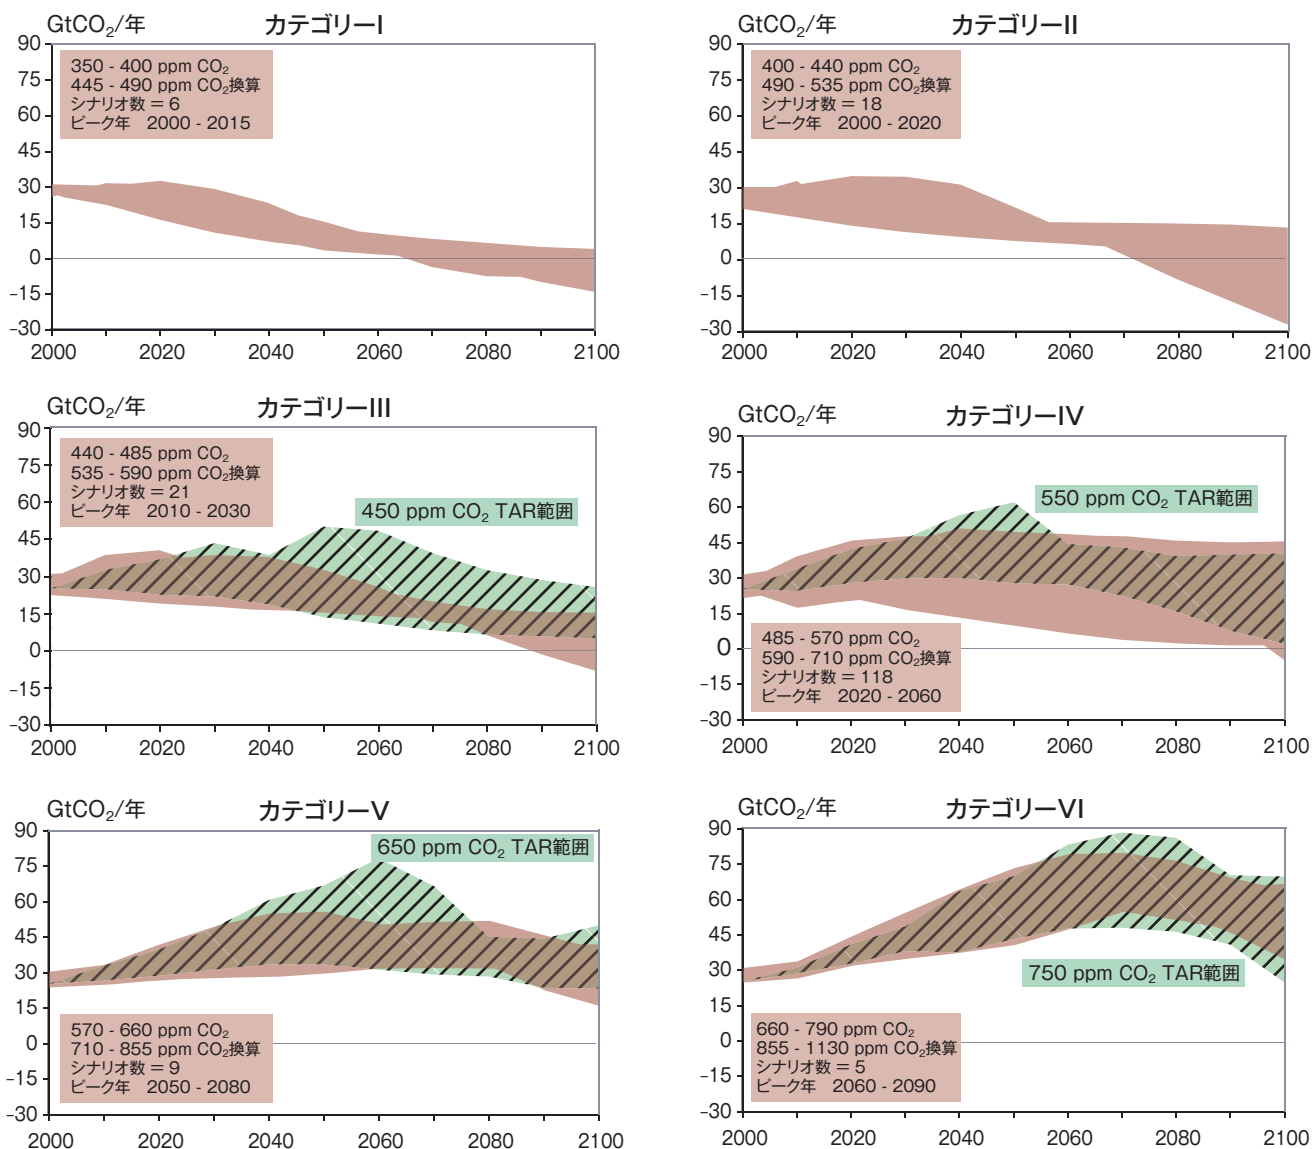 GtCO₂/年
カテゴリーI
350 - 400 ppm CO₂
445 - 490 ppm CO₂換算
シナリオ数 = 6
ピーク年 2000 - 2015
90
75
60
45
30
15
0
–15
–30
2000
2020
2040
2060
2080
2100
GtCO₂/年
カテゴリーII
400 - 440 ppm CO₂
490 - 535 ppm CO₂換算
シナリオ数 = 18
ピーク年 2000 - 2020
90
75
60
45
30
15
0
–15
–30
2000
2020
2040
2060
2080
2100
GtCO₂/年
カテゴリーIII
440 - 485 ppm CO₂
535 - 590 ppm CO₂換算
シナリオ数 = 21
ピーク年 2010 - 2030
450 ppm CO₂ TAR範囲
90
75
60
45
30
15
0
–15
–30
2000
2020
2040
2060
2080
2100
GtCO₂/年
カテゴリーIV
550 ppm CO₂ TAR範囲
485 - 570 ppm CO₂
590 - 710 ppm CO₂換算
シナリオ数 = 118
ピーク年 2020 - 2060
90
75
60
45
30
15
0
–15
–30
2000
2020
2040
2060
2080
2100
GtCO₂/年
カテゴリーV
650 ppm CO₂ TAR範囲
570 - 660 ppm CO₂
710 - 855 ppm CO₂換算
シナリオ数 = 9
ピーク年 2050 - 2080
90
75
60
45
30
15
0
–15
–30
2000
2020
2040
2060
2080
2100
GtCO₂/年
カテゴリーVI
750 ppm CO₂ TAR範囲
660 - 790 ppm CO₂
855 - 1130 ppm CO₂換算
シナリオ数 = 5
ピーク年 2060 - 2090
90
75
60
45
30
15
0
–15
–30
2000
2020
2040
2060
2080
2100